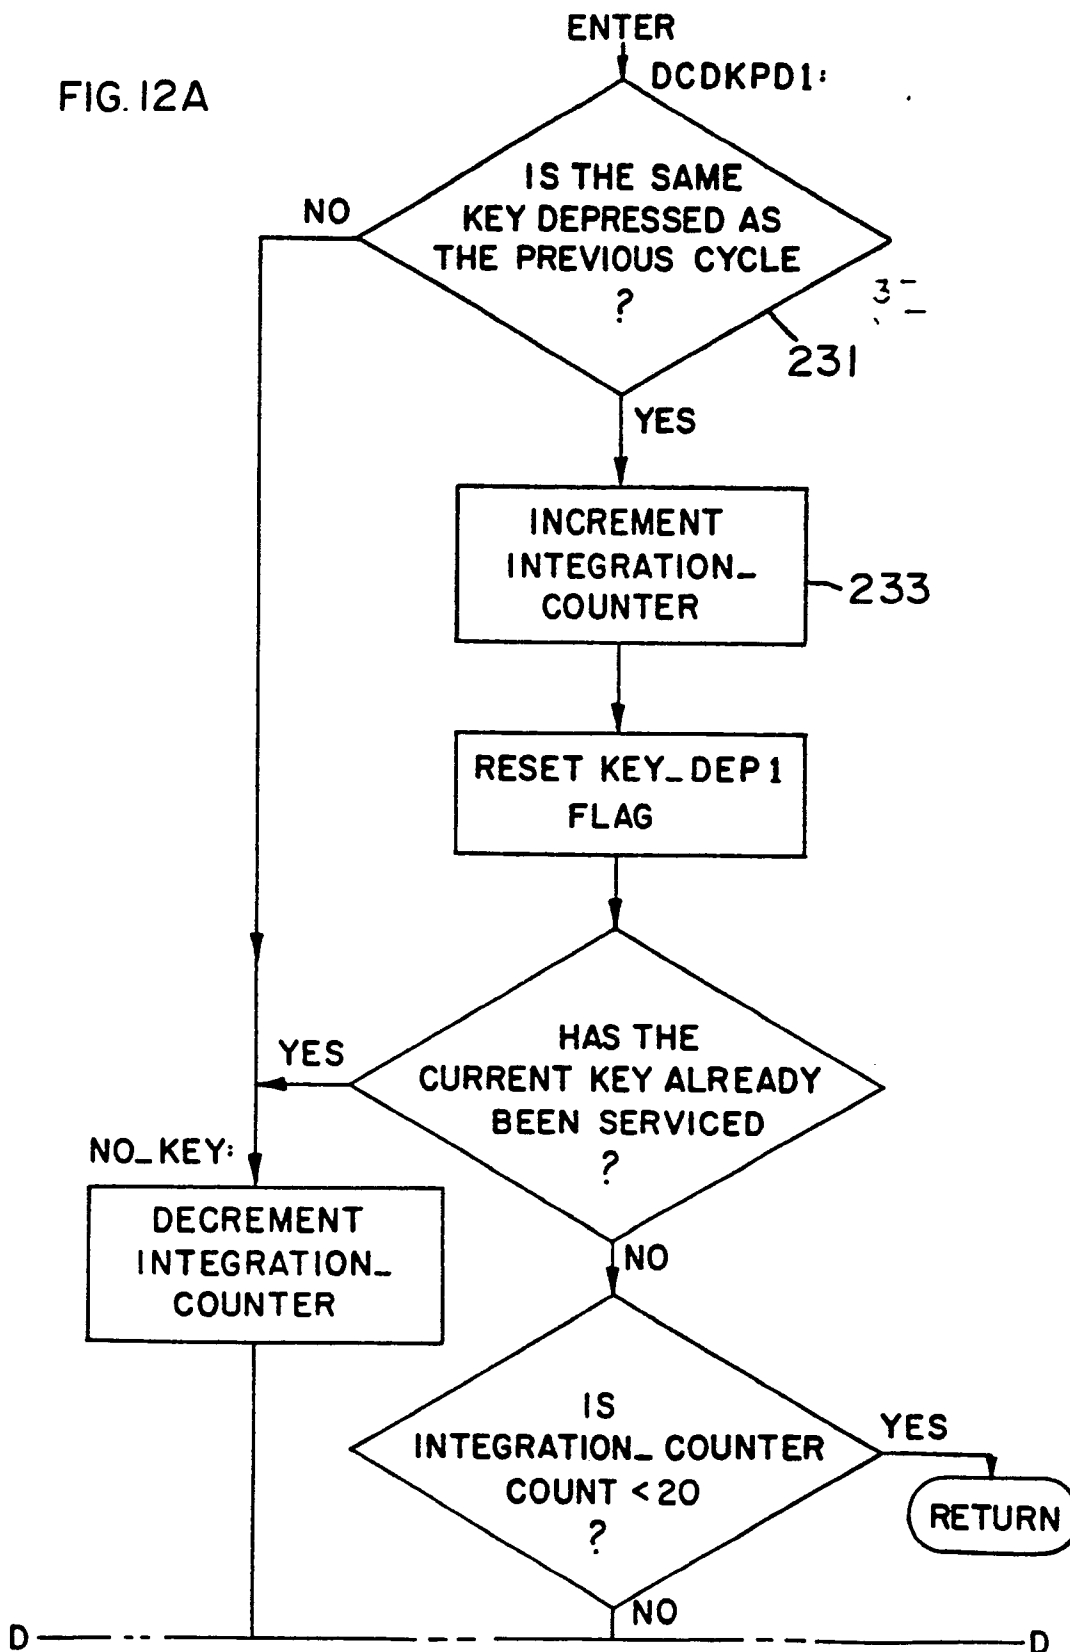 ENTER
FIG. 12A
DCDKPD1:
IS THE SAME
KEY DEPRESSED AS
THE PREVIOUS CYCLE
?
NO
231
YES
INCREMENT
INTEGRATION_
COUNTER
233
RESET KEY_DEP1
FLAG
HAS THE
CURRENT KEY ALREADY
BEEN SERVICED
?
YES
NO_KEY:
DECREMENT
INTEGRATION_
COUNTER
NO
IS
INTEGRATION_COUNTER
COUNT <20
?
YES
RETURN
NO
D
D